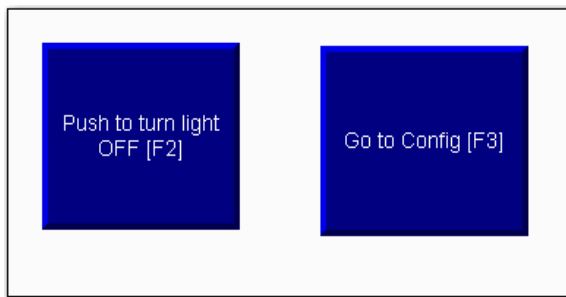 Push to turn light
OFF [F2]
Go to Config [F3]